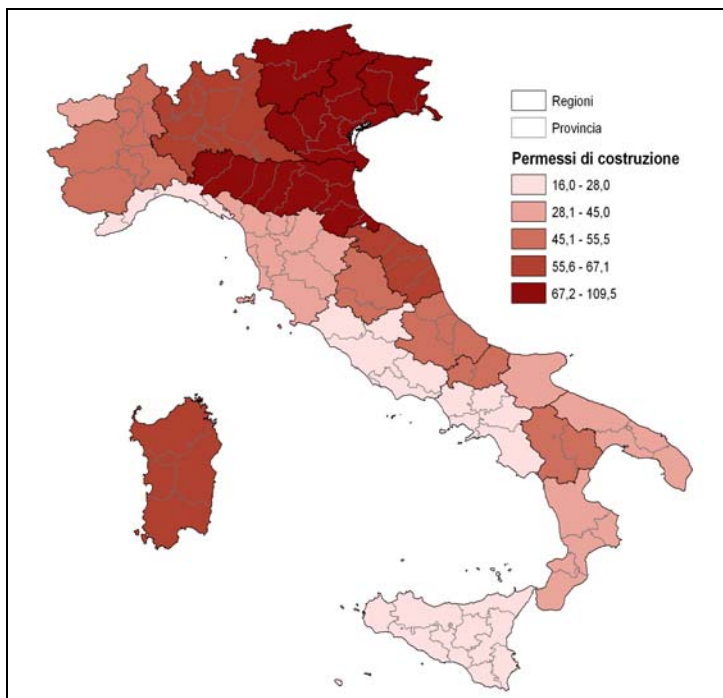 Regioni
Provincia
Permessi di costruzione
16,0 - 28,0
28,1 - 45,0
45,1 - 55,5
55,6 - 67,1
67,2 - 109,5